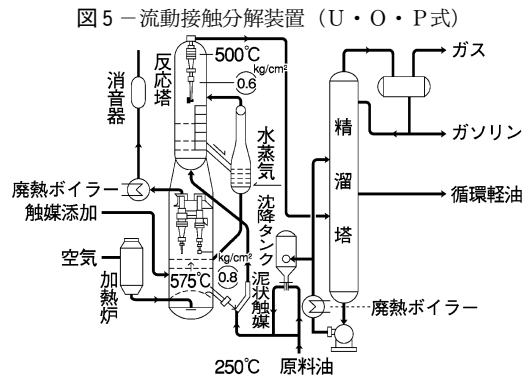 図5－流動接触分解装置（U・O・P式）
反応塔
500℃
kg/cm²
0.6
ガス
消音器
水蒸気
精溜塔
ガソリン
廃熱ボイラー
循環軽油
触媒添加
沈降タンク
空気
加熱炉
575℃
kg/cm²
0.8
泥状触媒
廃熱ボイラー
250℃
原料油